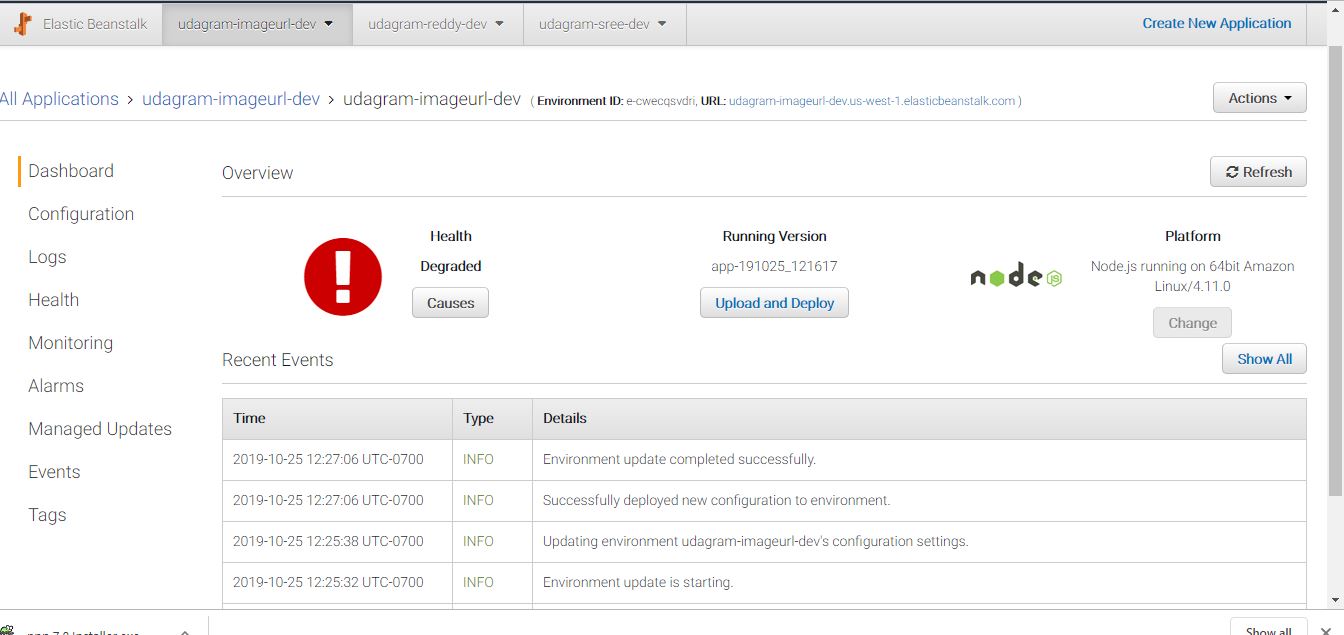 Elastic Beanstalk udagram-imageurl-dev udagram-reddy-dev udagram-sree-dev Create New Application
All Applications > udagram-imageurl-dev > udagram-imageurl-dev ( Environment ID: e-cwecqsvdri, URL: udagram-imageurl-dev.us-west-1.elasticbeanstalk.com ) Actions
Dashboard
Configuration
Logs
Health
Monitoring
Alarms
Managed Updates
Events
Tags
Overview Refresh
Health
Degraded
Causes
Running Version
app-191025_121617
Upload and Deploy
node JS
Platform
Node.js running on 64bit Amazon
Linux/4.11.0
Change
Recent Events Show All
Time Type Details
2019-10-25 12:27:06 UTC-0700 INFO Environment update completed successfully.
2019-10-25 12:27:06 UTC-0700 INFO Successfully deployed new configuration to environment.
2019-10-25 12:25:38 UTC-0700 INFO Updating environment udagram-imageurl-dev's configuration settings.
2019-10-25 12:25:32 UTC-0700 INFO Environment update is starting.
Show all